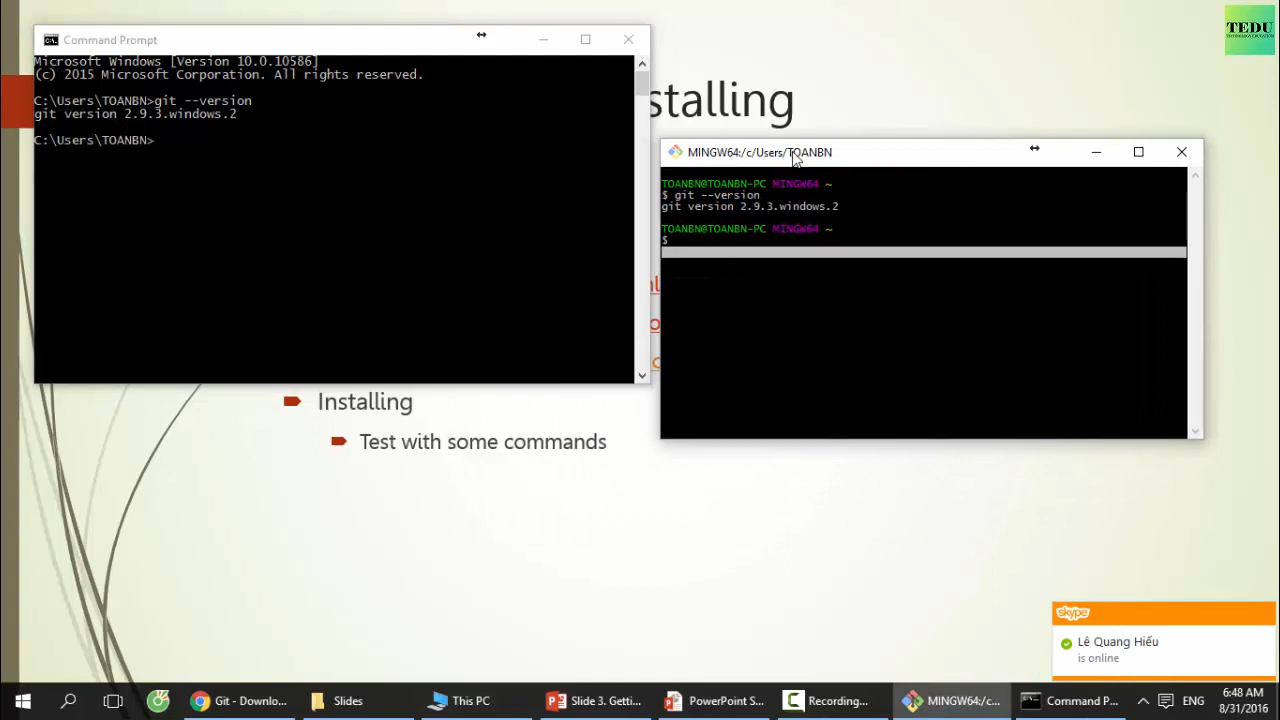 TEDU
TECHNOLOGY EDUCATION
Command Prompt
Microsoft Windows [Version 10.0.10586]
(c) 2015 Microsoft Corporation. All rights reserved.
C:\Users\TOANBN>git --version
git version 2.9.3.windows.2
C:\Users\TOANBN>
stalling
MINGW64:/c/Users/TOANBN
TOANBN@TOANBN-PC MINGW64 ~
$ git --version
git version 2.9.3.windows.2
TOANBN@TOANBN-PC MINGW64 ~
$
Installing
Test with some commands
skype
Lê Quang Hiếu
is online
Git - Downlo...
Slides
This PC
Slide 3. Getti...
PowerPoint S...
Recording...
MINGW64:/c...
Command P...
ENG
6:48 AM
8/31/2016